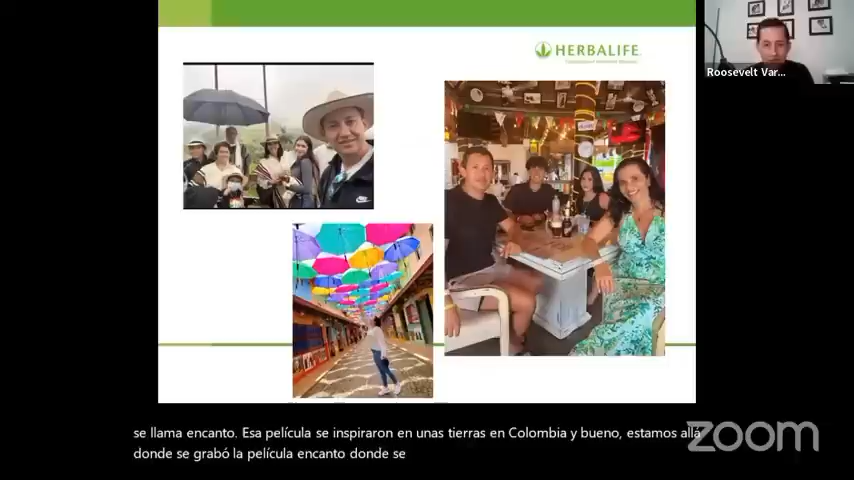 HERBALIFE
Roosevelt Var...
se llama encanto. Esa película se inspiraron en unas tierras en Colombia y bueno, estamos allá
donde se grabó la película encanto donde se
zoom